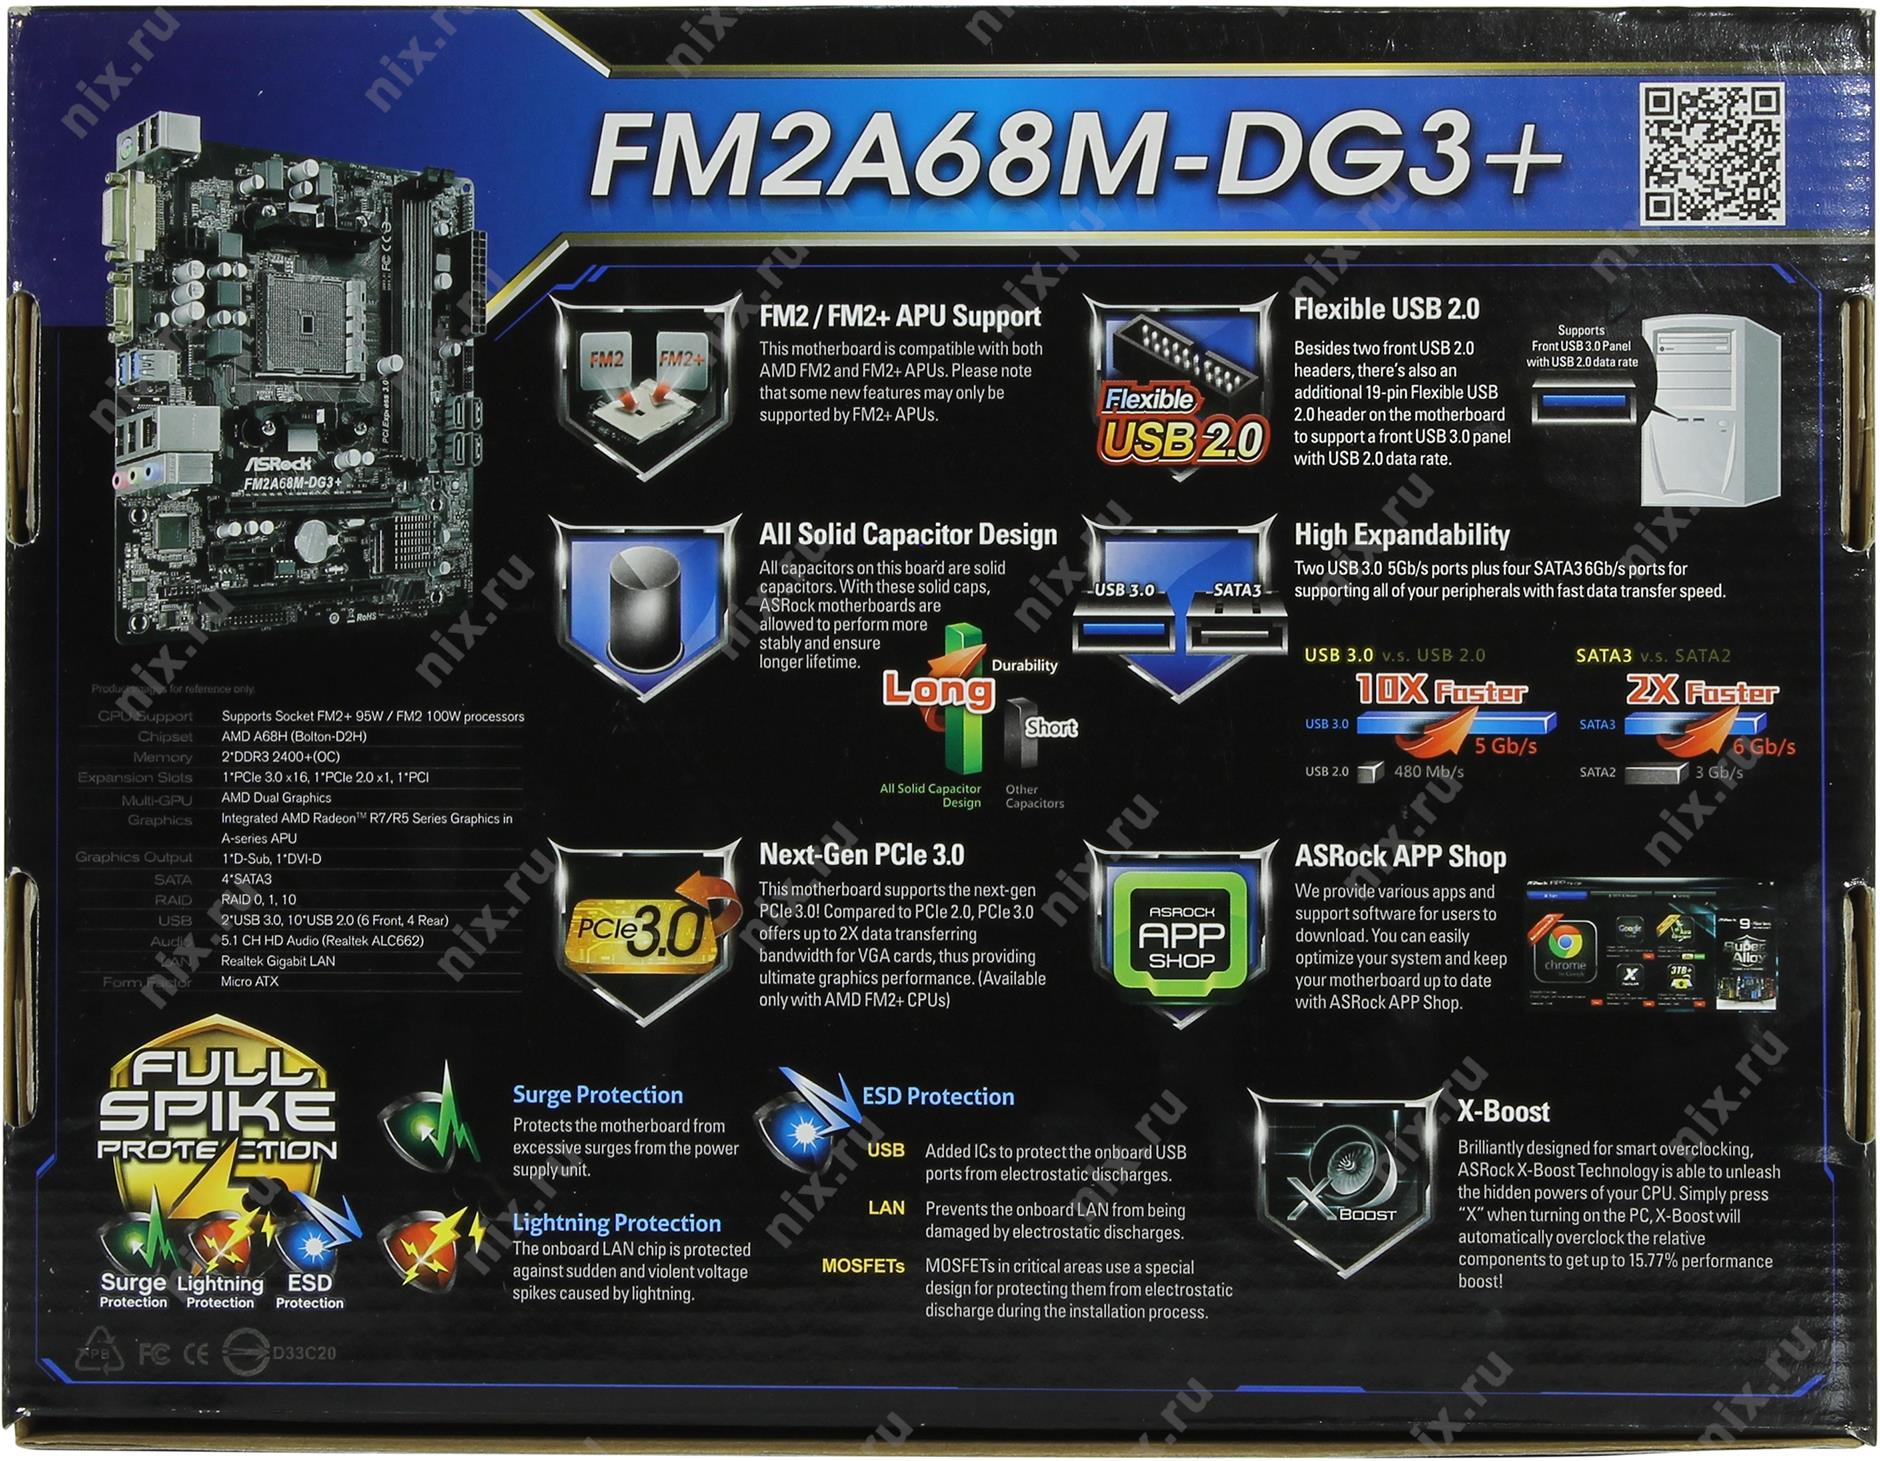 FM2A68M-DG3+
ASRock
FM2A68M-DG3+
PCI Express 3.0
RoHS
Product images for reference only.
CPU Support Supports Socket FM2+ 95W / FM2 100W processors
Chipset AMD A68H (Bolton-D2H)
Memory 2*DDR3 2400+(OC)
Expansion Slots 1*PCIe 3.0 x16, 1*PCIe 2.0 x1, 1*PCI
Multi-GPU AMD Dual Graphics
Graphics Integrated AMD Radeon™ R7/R5 Series Graphics in
A-series APU
Graphics Output 1*D-Sub, 1*DVI-D
SATA 4*SATA3
RAID RAID 0, 1, 10
USB 2*USB 3.0, 10*USB 2.0 (6 Front, 4 Rear)
Audio 5.1 CH HD Audio (Realtek ALC662)
LAN Realtek Gigabit LAN
Form Factor Micro ATX
FM2
FM2+
FM2 / FM2+ APU Support
This motherboard is compatible with both
AMD FM2 and FM2+ APUs. Please note
that some new features may only be
supported by FM2+ APUs.
Flexible
USB 2.0
Flexible USB 2.0
Besides two front USB 2.0
headers, there's also an
additional 19-pin Flexible USB
2.0 header on the motherboard
to support a front USB 3.0 panel
with USB 2.0 data rate.
Supports
Front USB 3.0 Panel
with USB 2.0 data rate
All Solid Capacitor Design
All capacitors on this board are solid
capacitors. With these solid caps,
ASRock motherboards are
allowed to perform more
stably and ensure
longer lifetime.
Durability
Long
Short
All Solid Capacitor
Design
Other
Capacitors
USB 3.0
SATA3
High Expandability
Two USB 3.0 5Gb/s ports plus four SATA3 6Gb/s ports for
supporting all of your peripherals with fast data transfer speed.
USB 3.0 v.s. USB 2.0
10X Faster
USB 3.0
5 Gb/s
USB 2.0
480 Mb/s
SATA3 v.s. SATA2
2X Faster
SATA3
6 Gb/s
SATA2
3 Gb/s
PCIe 3.0
Next-Gen PCIe 3.0
This motherboard supports the next-gen
PCIe 3.0! Compared to PCIe 2.0, PCIe 3.0
offers up to 2X data transferring
bandwidth for VGA cards, thus providing
ultimate graphics performance. (Available
only with AMD FM2+ CPUs)
ASROCK
APP
SHOP
ASRock APP Shop
We provide various apps and
support software for users to
download. You can easily
optimize your system and keep
your motherboard up to date
with ASRock APP Shop.
chrome
Google
3TB+
Super
Alloy
FULL
SPIKE
PROTECTION
Surge
Protection
Lightning
Protection
ESD
Protection
Surge Protection
Protects the motherboard from
excessive surges from the power
supply unit.
Lightning Protection
The onboard LAN chip is protected
against sudden and violent voltage
spikes caused by lightning.
ESD Protection
USB Added ICs to protect the onboard USB
ports from electrostatic discharges.
LAN Prevents the onboard LAN from being
damaged by electrostatic discharges.
MOSFETs MOSFETs in critical areas use a special
design for protecting them from electrostatic
discharge during the installation process.
X BOOST
X-Boost
Brilliantly designed for smart overclocking,
ASRock X-Boost Technology is able to unleash
the hidden powers of your CPU. Simply press
“X” when turning on the PC, X-Boost will
automatically overclock the relative
components to get up to 15.77% performance
boost!
FC CE D33C20
nix.ru